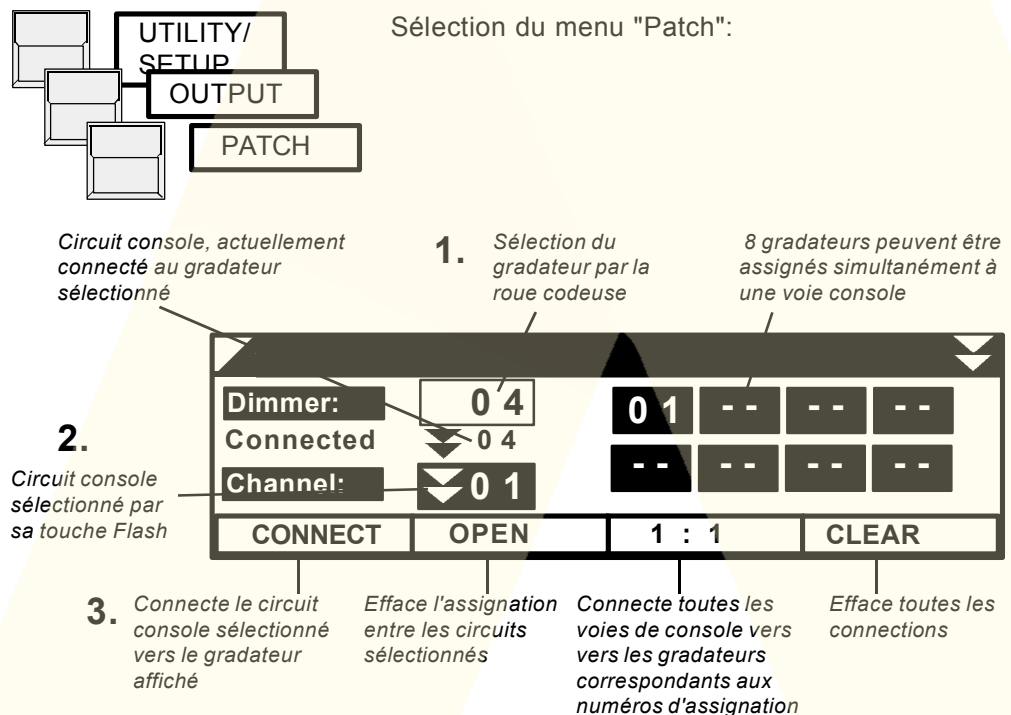 Sélection du menu "Patch":
UTILITY/
SETUP
OUTPUT
PATCH
Circuit console, actuellement
connecté au gradateur
sélectionné
1.
Sélection du
gradateur par la
roue codeuse
8 gradateurs peuvent être
assignés simultanément à
une voie console
Dimmer: 0 4
0 1 - - - - - -
Connected 0 4
- - - - - - - -
Channel: 0 1
2.
Circuit console
sélectionné par
sa touche Flash
CONNECT OPEN 1 : 1 CLEAR
3.
Connecte le circuit
console sélectionné
vers le gradateur
affiché
Efface l'assignation
entre les circuits
sélectionnés
Connecte toutes les
voies de console vers
vers les gradateurs
correspondants aux
numéros d'assignation
Efface toutes les
connections